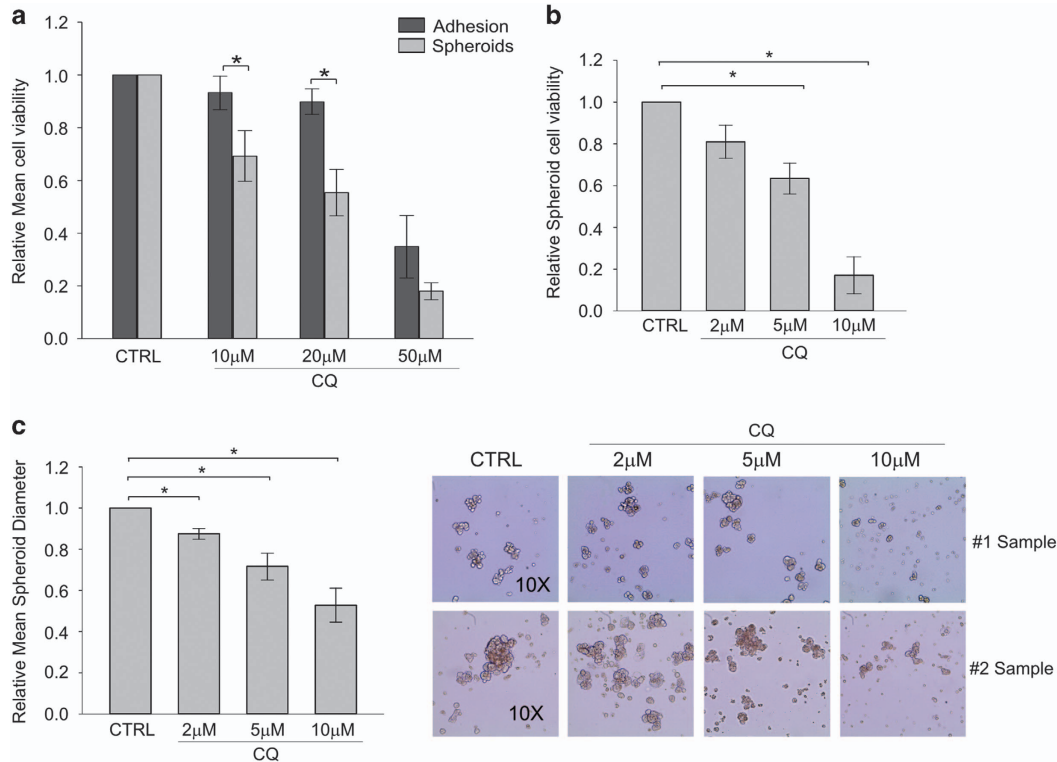 a
Relative Mean cell viability
1.2
1.0
0.8
0.6
0.4
0.2
0.0
Adhesion
Spheroids
*
*
CTRL
10μM
20μM
50μM
CQ
b
Relative Spheroid cell viability
1.2
1.0
0.8
0.6
0.4
0.2
0.0
*
*
CTRL
2μM
5μM
10μM
CQ
c
Relative Mean Spheroid Diameter
1.2
1.0
0.8
0.6
0.4
0.2
0.0
*
*
*
CTRL
2μM
5μM
10μM
CQ
CQ
CTRL
2μM
5μM
10μM
10X
#1 Sample
10X
#2 Sample